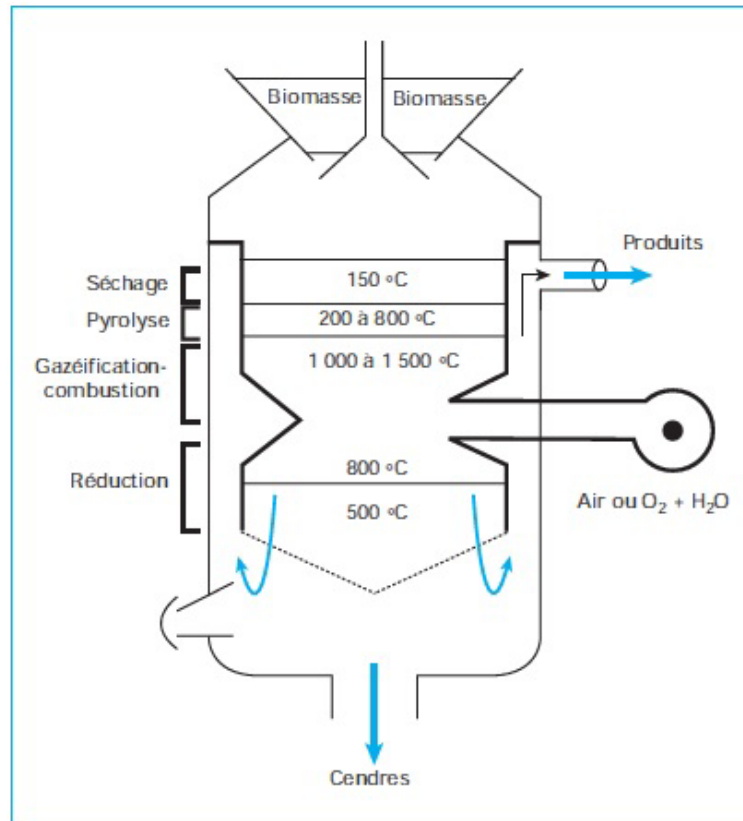 Biomasse
Biomasse
Produits
Séchage
150 °C
Pyrolyse
200 à 800 °C
Gazéification-
combustion
1 000 à 1 500 °C
Réduction
800 °C
500 °C
Air ou O₂ + H₂O
Cendres